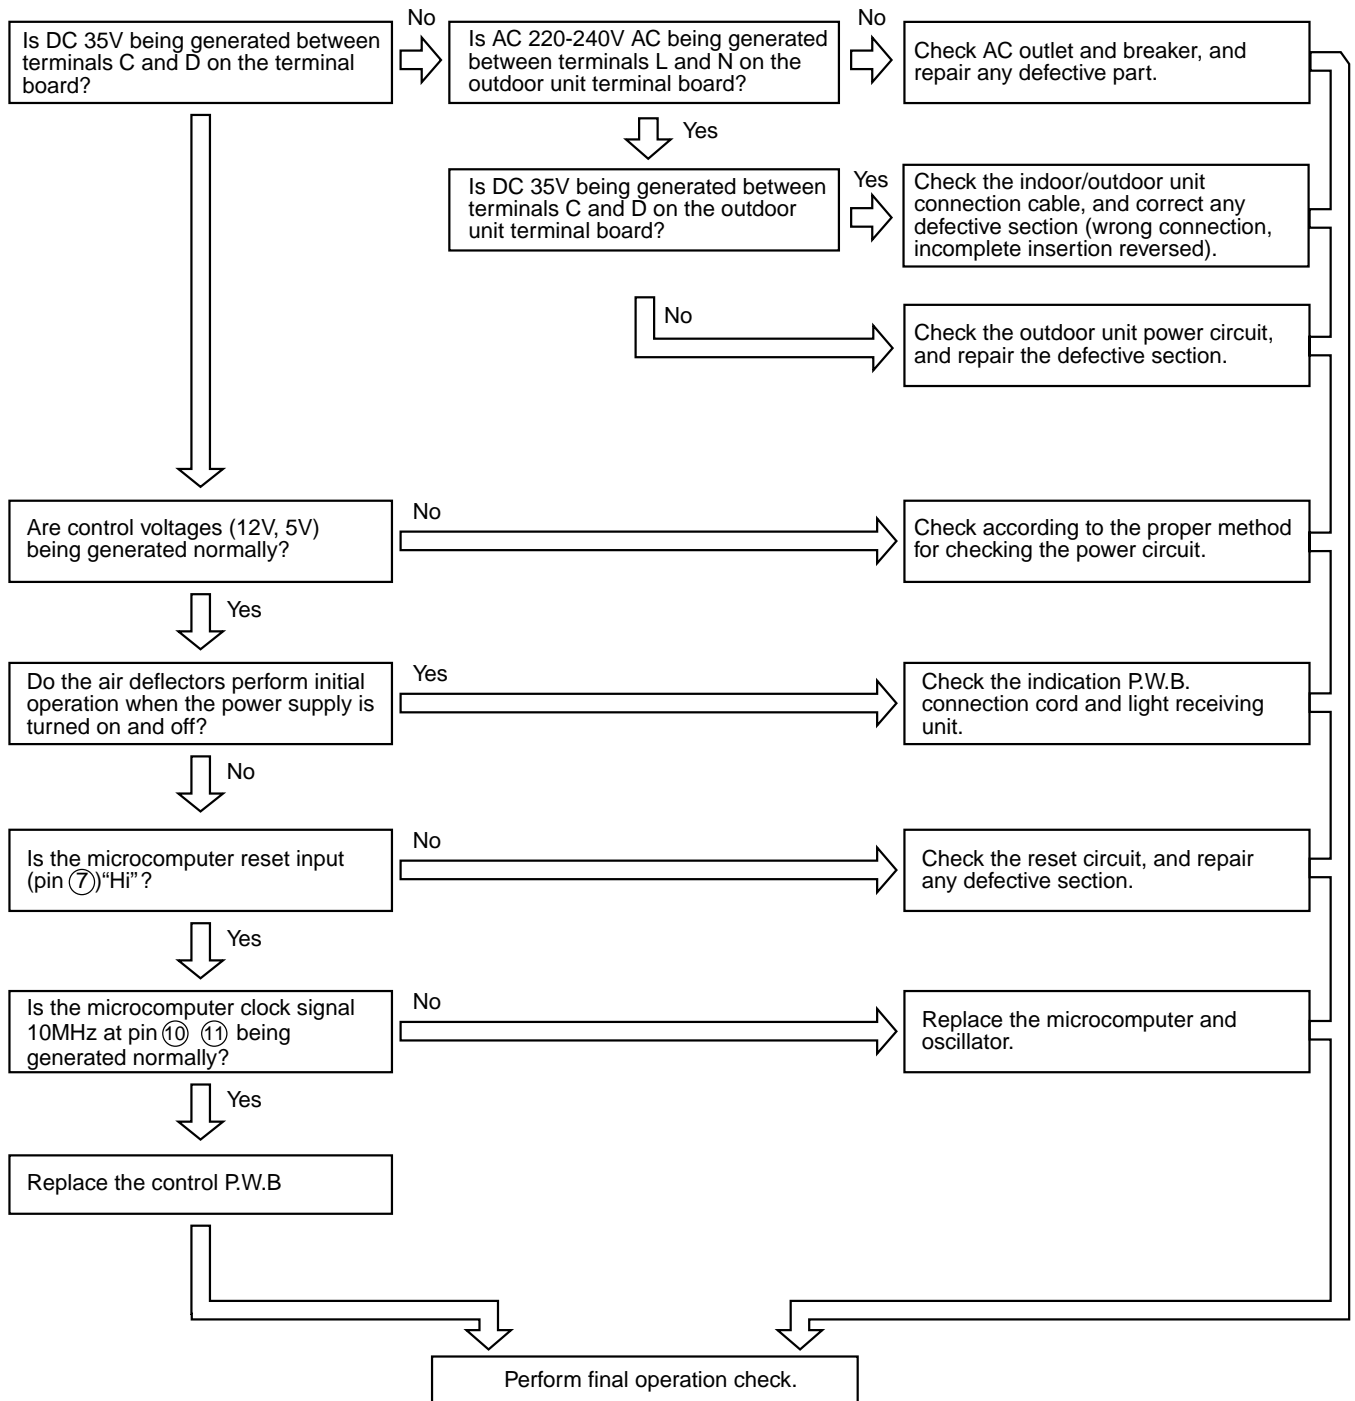 Is DC 35V being generated between
terminals C and D on the terminal
board?
No
Is AC 220-240V AC being generated
between terminals L and N on the
outdoor unit terminal board?
No
Check AC outlet and breaker, and
repair any defective part.
Yes
Is DC 35V being generated between
terminals C and D on the outdoor
unit terminal board?
Yes
Check the indoor/outdoor unit
connection cable, and correct any
defective section (wrong connection,
incomplete insertion reversed).
No
Check the outdoor unit power circuit,
and repair the defective section.
Are control voltages (12V, 5V)
being generated normally?
No
Check according to the proper method
for checking the power circuit.
Yes
Do the air deflectors perform initial
operation when the power supply is
turned on and off?
Yes
Check the indication P.W.B.
connection cord and light receiving
unit.
No
Is the microcomputer reset input
(pin ⑦)“Hi”?
No
Check the reset circuit, and repair
any defective section.
Yes
Is the microcomputer clock signal
10MHz at pin ⑩ ⑪ being
generated normally?
No
Replace the microcomputer and
oscillator.
Yes
Replace the control P.W.B
Perform final operation check.